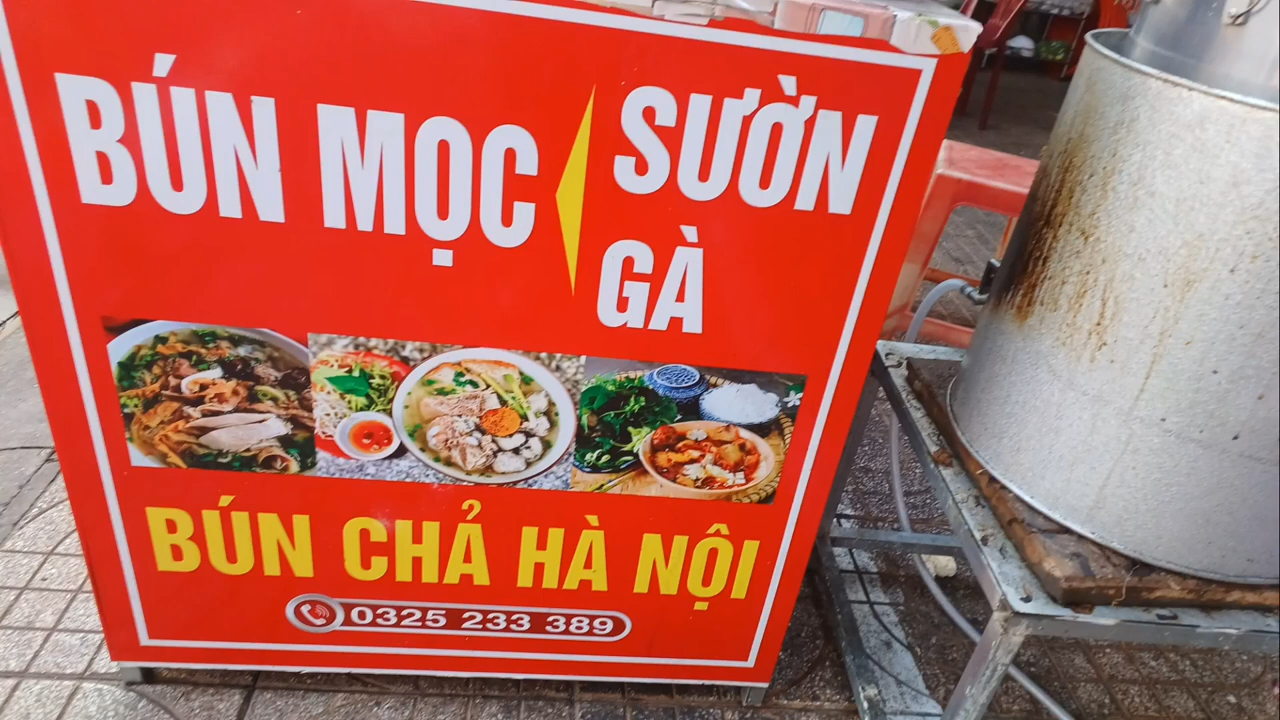 BÚN MỌC
SƯỜN
GÀ
BÚN CHẢ HÀ NỘI
0325 233 389